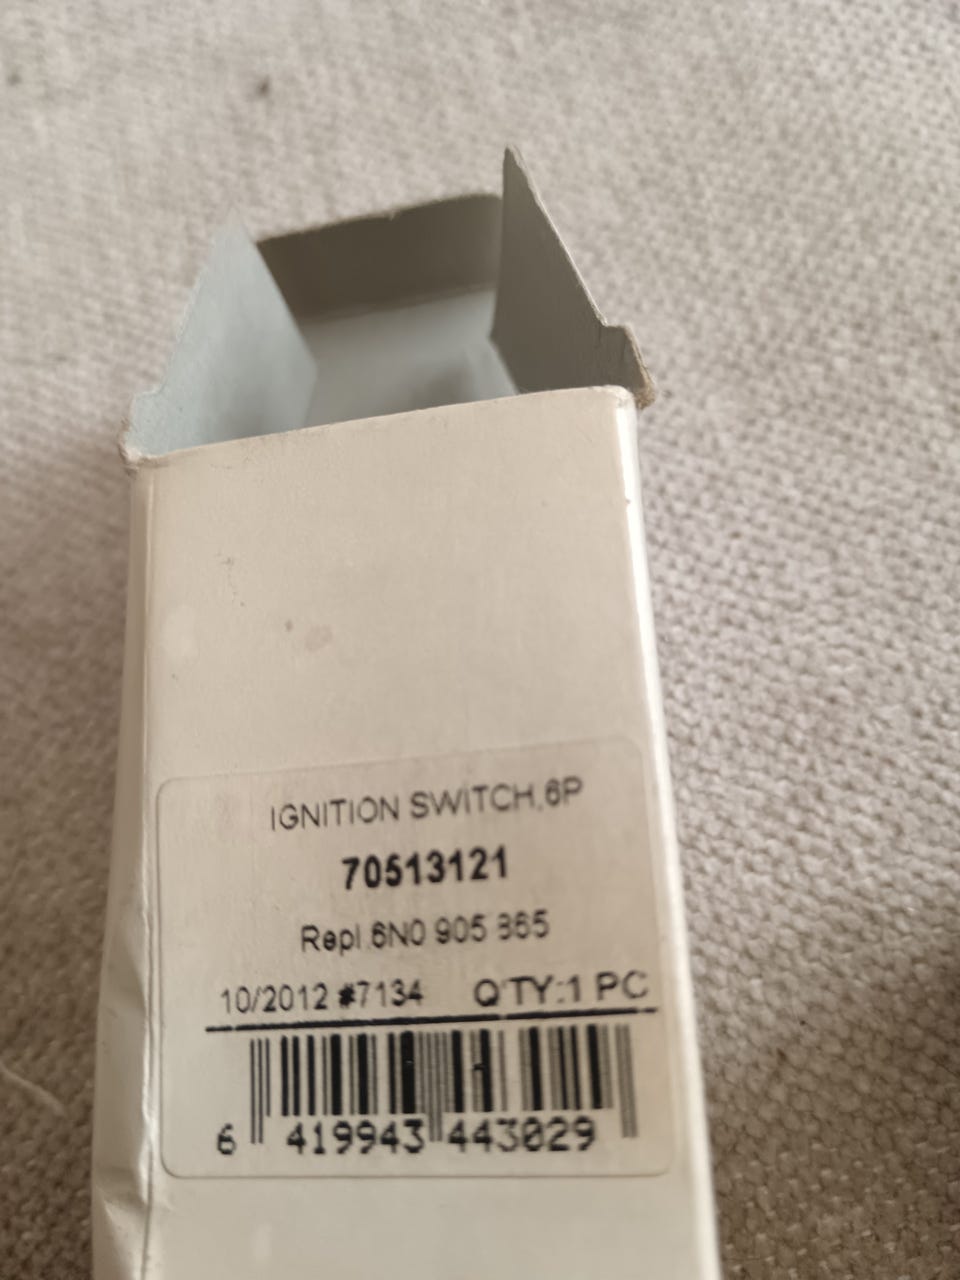 IGNITION SWITCH,6P
70513121
Repl.6N0 905 865
10/2012 #7134 Q'TY:1 PC
6 419943 443029